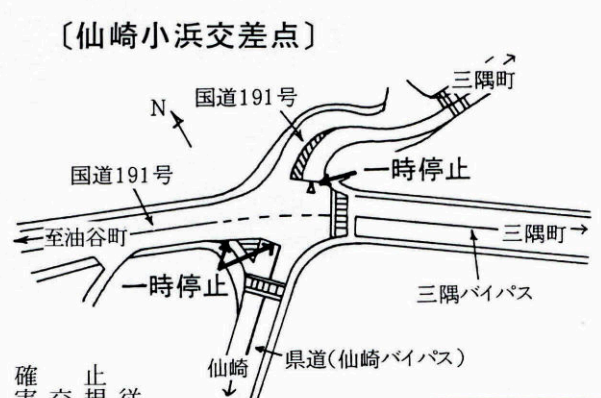 〔仙崎小浜交差点〕
三隅町
国道191号
N
一時停止
国道191号
至油谷町
三隅町
一時停止
三隅バイパス
仙崎
県道(仙崎バイパス)
確 止